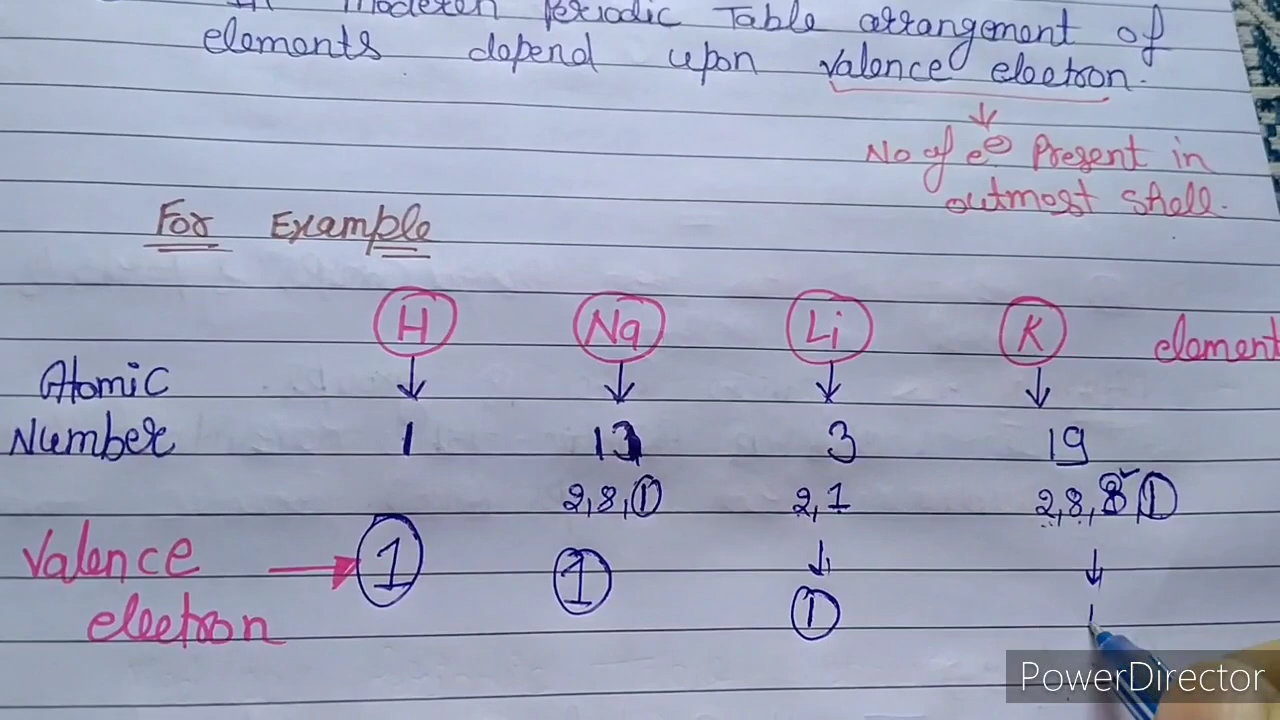 In modern periodic Table arrangement of
elements depend upon valence electron.
No of e⊖ Present in
outmost shell.
For Example
H Na Li K element
Atomic
Number 1 3 19
2,8,1 2,1 2,8,8,1
Valence → 1 1
electron 1
PowerDirector